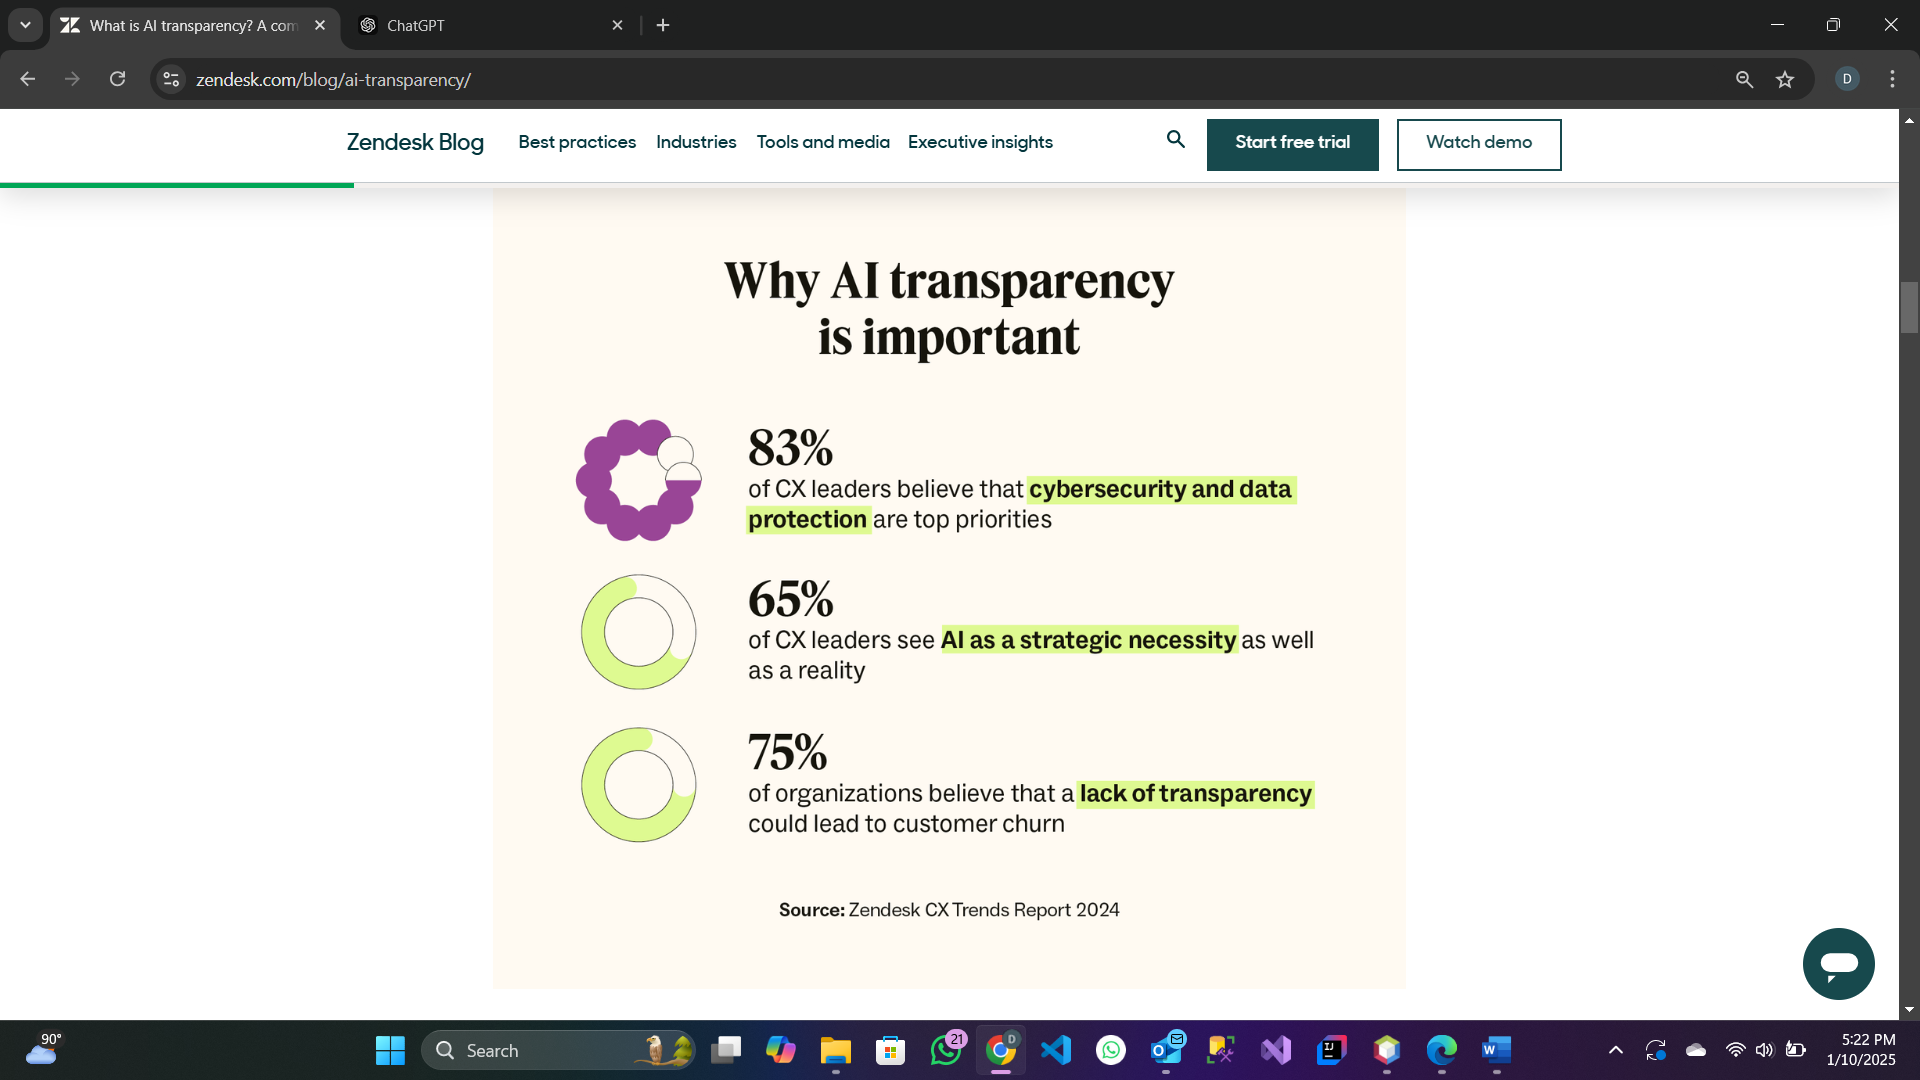 What is AI transparency? A com
ChatGPT
zendesk.com/blog/ai-transparency/
D
Zendesk Blog
Best practices
Industries
Tools and media
Executive insights
Start free trial
Watch demo
Why AI transparency
is important
83%
of CX leaders believe that cybersecurity and data
protection are top priorities
65%
of CX leaders see AI as a strategic necessity as well
as a reality
75%
of organizations believe that a lack of transparency
could lead to customer churn
Source: Zendesk CX Trends Report 2024
90°
Search
21
D
5:22 PM
1/10/2025